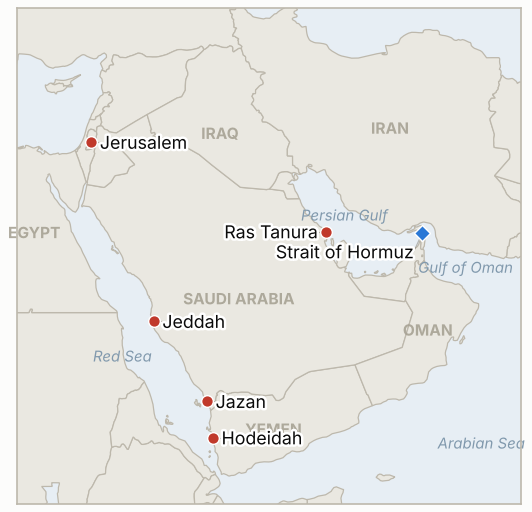 IRAQ
IRAN
Jerusalem
Persian Gulf
EGYPT
Ras Tanura
Strait of Hormuz
Gulf of Oman
SAUDI ARABIA
Jeddah
OMAN
Red Sea
Jazan
YEMEN
Hodeidah
Arabian Sea